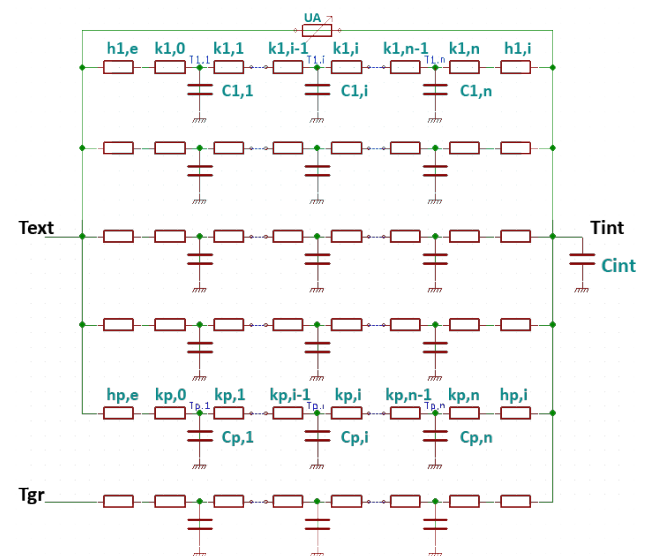 UA
h1,e k1,0 k1,1 k1,i-1 k1,i k1,n-1 k1,n h1,i
T1,1 T1,i T1,n
C1,1 C1,i C1,n
Text Tint
Cint
hp,e kp,0 kp,1 kp,i-1 kp,i kp,n-1 kp,n hp,i
Tp,1 Tp,i Tp,n
Cp,1 Cp,i Cp,n
Tgr